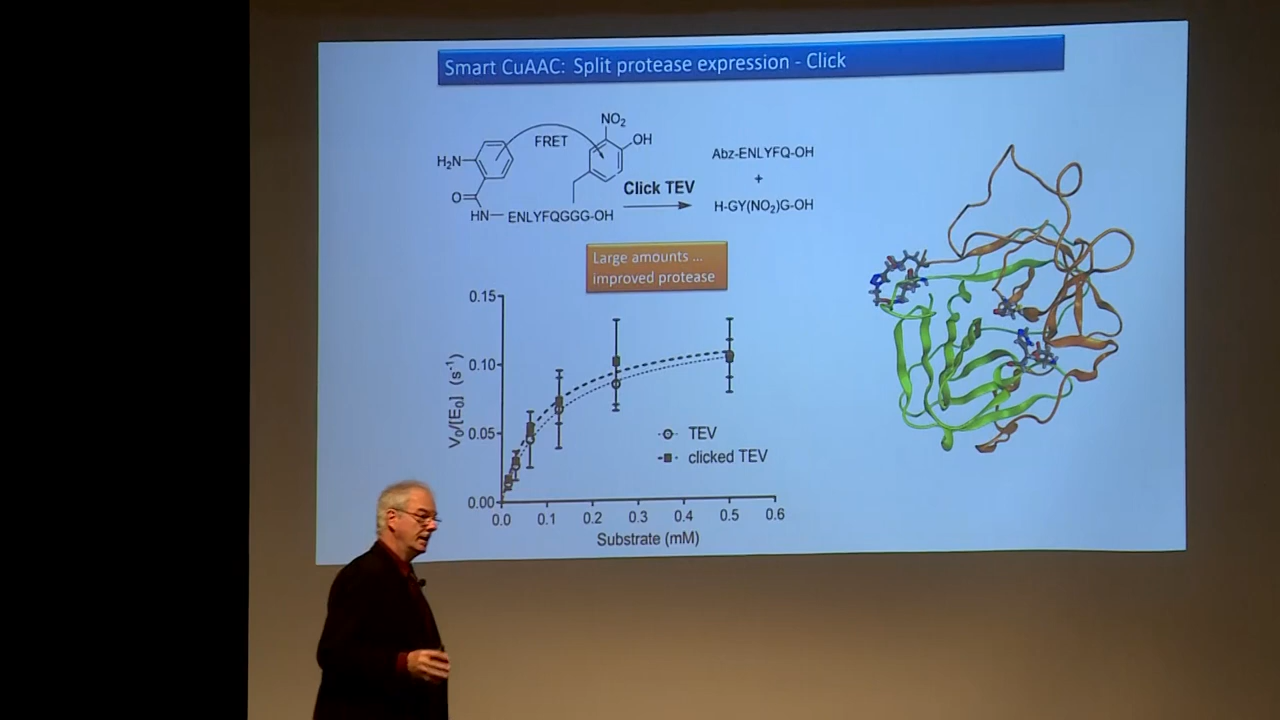 Smart CuAAC: Split protease expression - Click
NO2
OH
FRET
H2N
O
HN
ENLYFQGGG-OH
Click TEV
Abz-ENLYFQ-OH
+
H-GY(NO2)G-OH
Large amounts ...
improved protease
0.15
0.10
0.05
0.00
V0/[E0] (s-1)
TEV
clicked TEV
0.0 0.1 0.2 0.3 0.4 0.5 0.6
Substrate (mM)